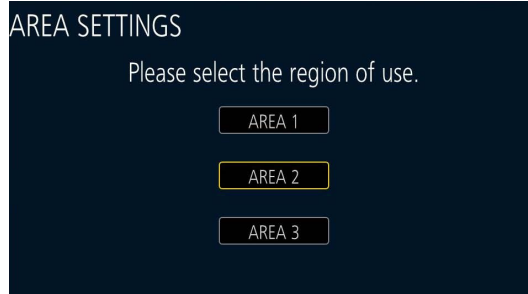 AREA SETTINGS
Please select the region of use.
AREA 1
AREA 2
AREA 3